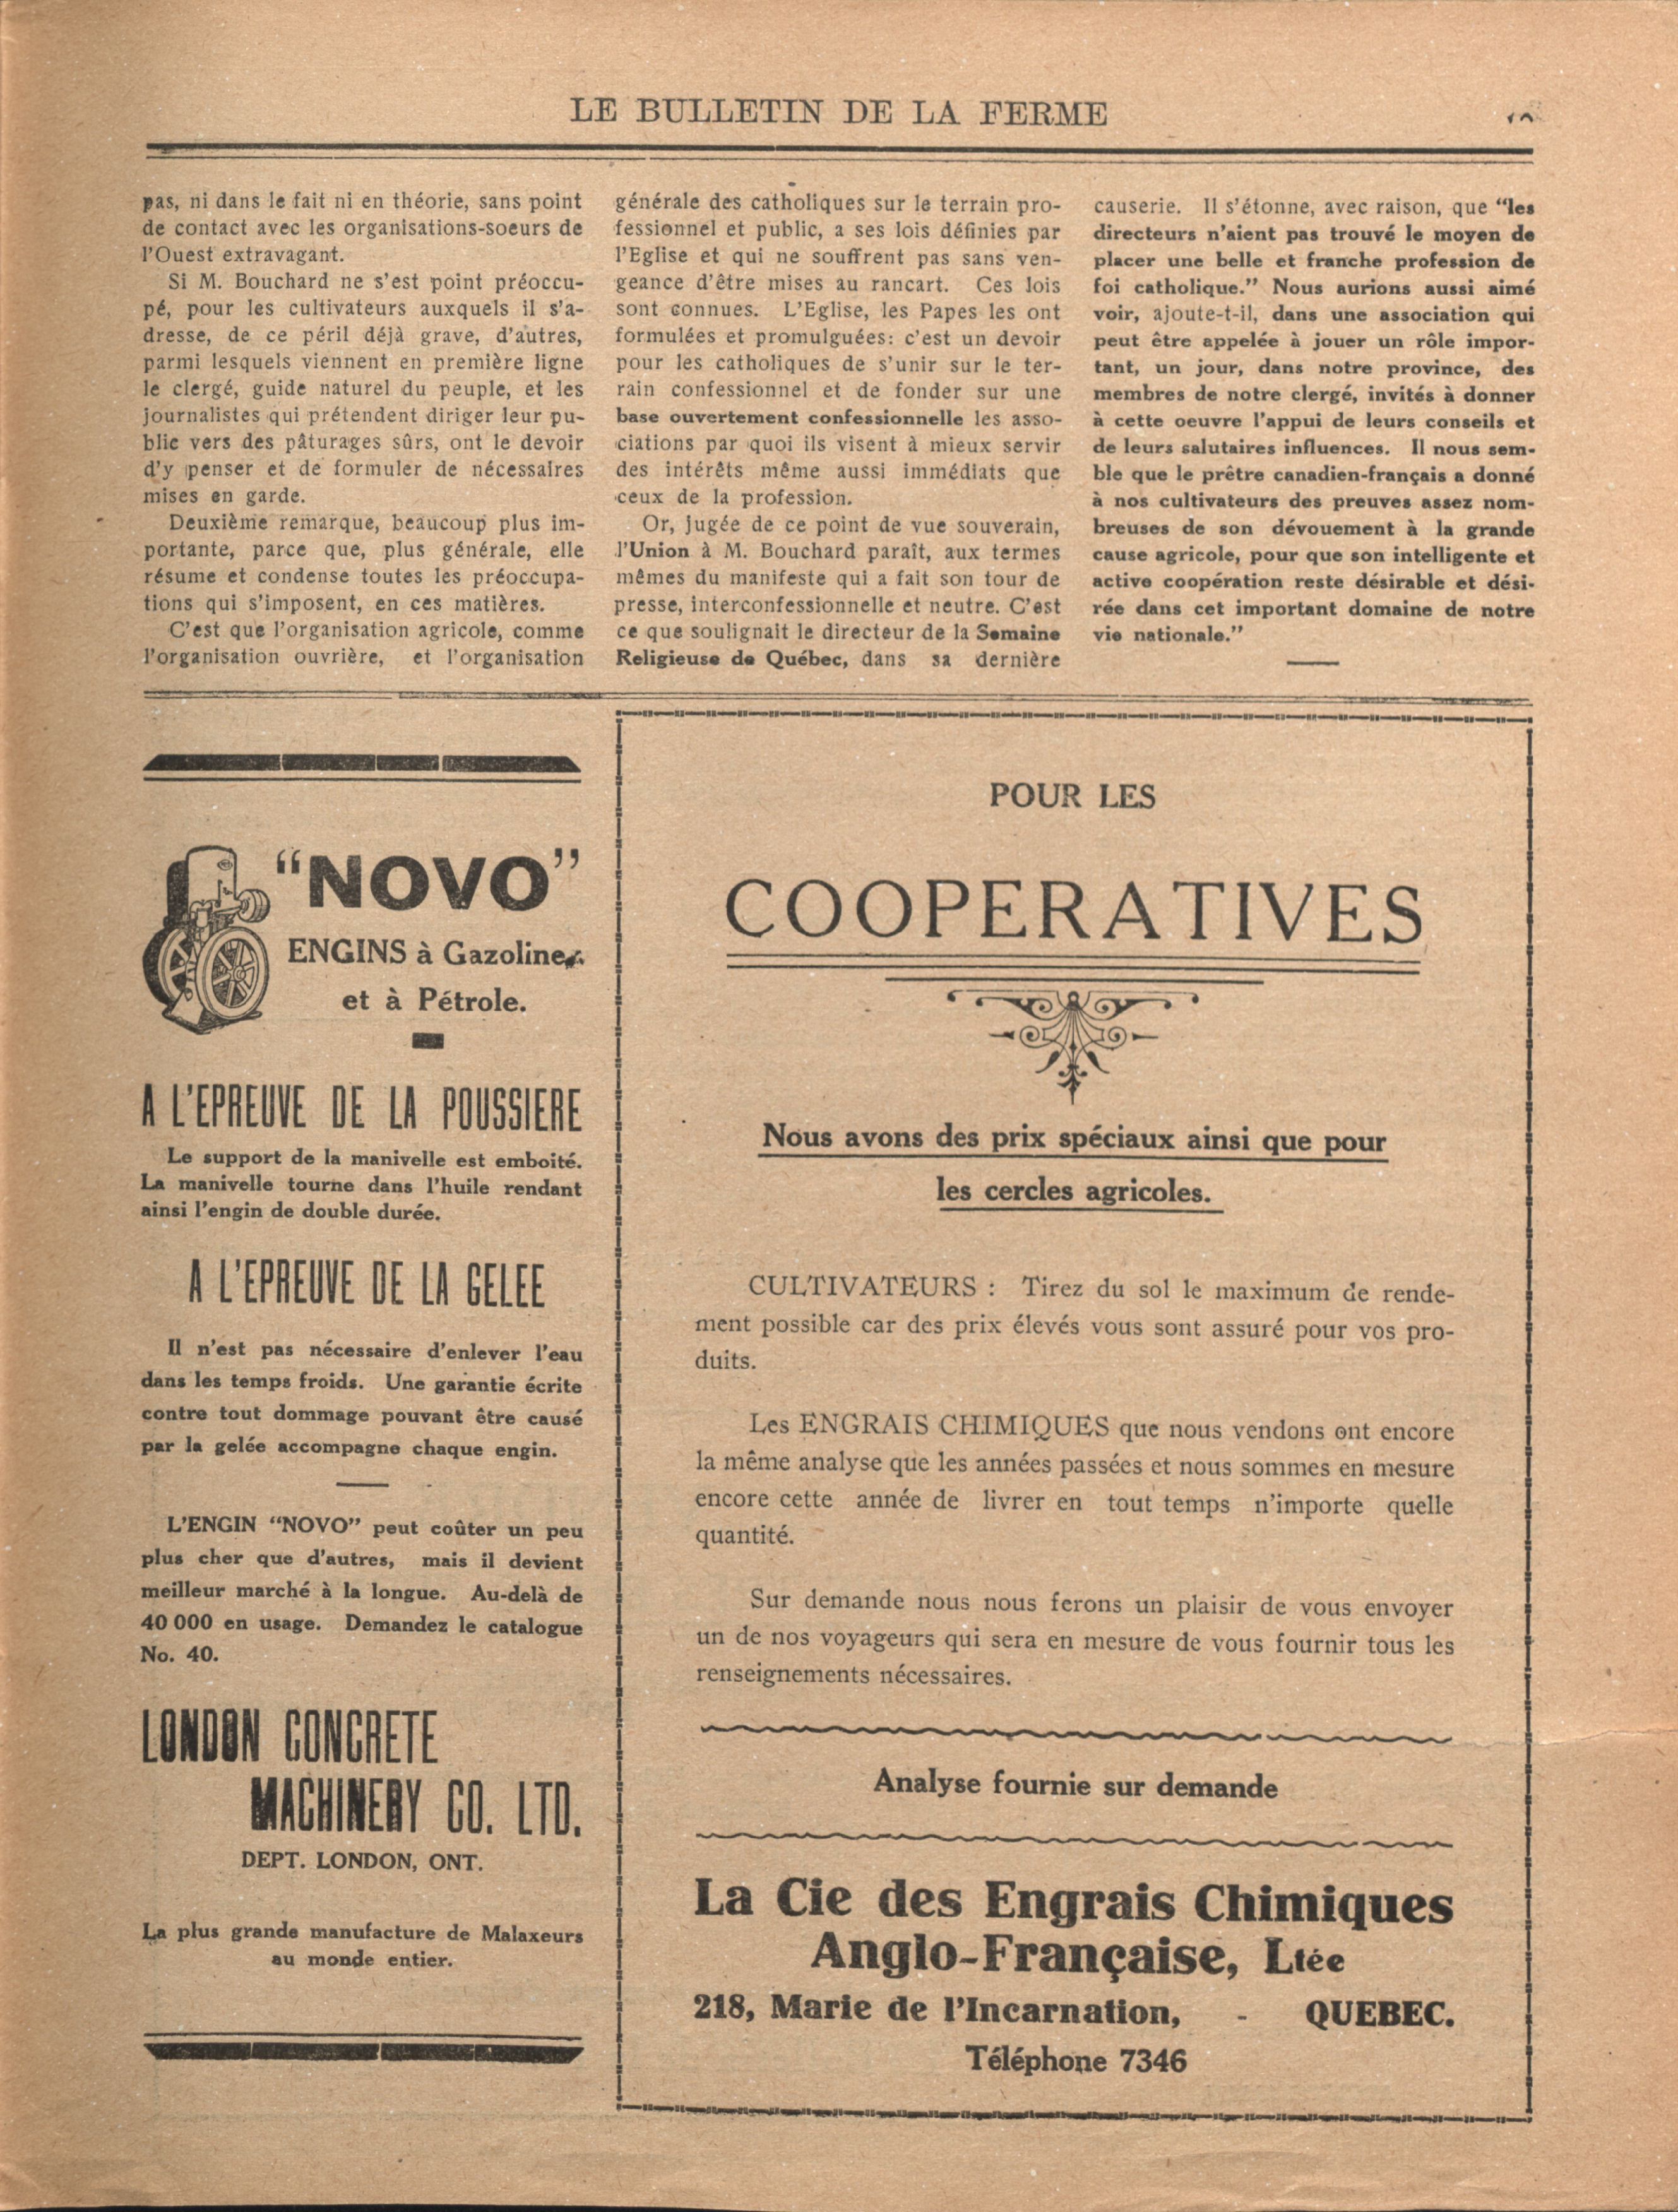 LE BULLETIN DE LA FERME
pas, ni dans le fait ni en théorie, sans point
de contact avec les organisations-soeurs de
l'Ouest extravagant.
Si M. Bouchard ne s'est point préoccu-
pé, pour les cultivateurs auxquels il s'a-
dresse, de ce péril déjà grave, d'autres,
parmi lesquels viennent en première ligne
le clergé, guide naturel du peuple, et les
journalistes qui prétendent diriger leur pu-
blic vers des pâturages sûrs, ont le devoir
d'y penser et de formuler de nécessaires
mises en garde.
Deuxième remarque, beaucoup plus im-
portante, parce que, plus générale, elle
résume et condense toutes les préoccupa-
tions qui s'imposent, en ces matières.
C'est que l'organisation agricole, comme
l'organisation ouvrière, et l'organisation
générale des catholiques sur le terrain pro-
fessionnel et public, a ses lois définies par
l'Eglise et qui ne souffrent pas sans ven-
geance d'être mises au rancart. Ces lois
sont connues. L'Eglise, les Papes les ont
formulées et promulguées: c'est un devoir
pour les catholiques de s'unir sur le ter-
rain confessionnel et de fonder sur une
base ouvertement confessionnelle les asso-
ciations par quoi ils visent à mieux servir
des intérêts même aussi immédiats que
ceux de la profession.
Or, jugée de ce point de vue souverain,
l'Union à M. Bouchard paraît, aux termes
mêmes du manifeste qui a fait son tour de
presse, interconfessionnelle et neutre. C'est
ce que soulignait le directeur de la Semaine
Religieuse de Québec, dans sa dernière
causerie. Il s'étonne, avec raison, que "les
directeurs n'aient pas trouvé le moyen de
placer une belle et franche profession de
foi catholique." Nous aurions aussi aimé
voir, ajoute-t-il, dans une association qui
peut être appelée à jouer un rôle impor-
tant, un jour, dans notre province, des
membres de notre clergé, invités à donner
à cette oeuvre l'appui de leurs conseils et
de leurs salutaires influences. Il nous sem-
ble que le prêtre canadien-français a donné
à nos cultivateurs des preuves assez nom-
breuses de son dévouement à la grande
cause agricole, pour que son intelligente et
active coopération reste désirable et dési-
rée dans cet important domaine de notre
vie nationale."
"NOVO"
ENGINS à Gazoline
et à Pétrole.
A L'EPREUVE DE LA POUSSIERE
Le support de la manivelle est emboité.
La manivelle tourne dans l'huile rendant
ainsi l'engin de double durée.
A L'EPREUVE DE LA GELEE
Il n'est pas nécessaire d'enlever l'eau
dans les temps froids. Une garantie écrite
contre tout dommage pouvant être causé
par la gelée accompagne chaque engin.
L'ENGIN "NOVO" peut coûter un peu
plus cher que d'autres, mais il devient
meilleur marché à la longue. Au-delà de
40 000 en usage. Demandez le catalogue
No. 40.
LONDON CONCRETE
MACHINERY CO. LTD.
DEPT. LONDON, ONT.
La plus grande manufacture de Malaxeurs
au monde entier.
POUR LES
COOPERATIVES
Nous avons des prix spéciaux ainsi que pour
les cercles agricoles.
CULTIVATEURS : Tirez du sol le maximum de rende-
ment possible car des prix élevés vous sont assuré pour vos pro-
duits.
Les ENGRAIS CHIMIQUES que nous vendons ont encore
la même analyse que les années passées et nous sommes en mesure
encore cette année de livrer en tout temps n'importe quelle
quantité.
Sur demande nous nous ferons un plaisir de vous envoyer
un de nos voyageurs qui sera en mesure de vous fournir tous les
renseignements nécessaires.
Analyse fournie sur demande
La Cie des Engrais Chimiques
Anglo-Française, Ltée
218, Marie de l'Incarnation, - QUEBEC.
Téléphone 7346